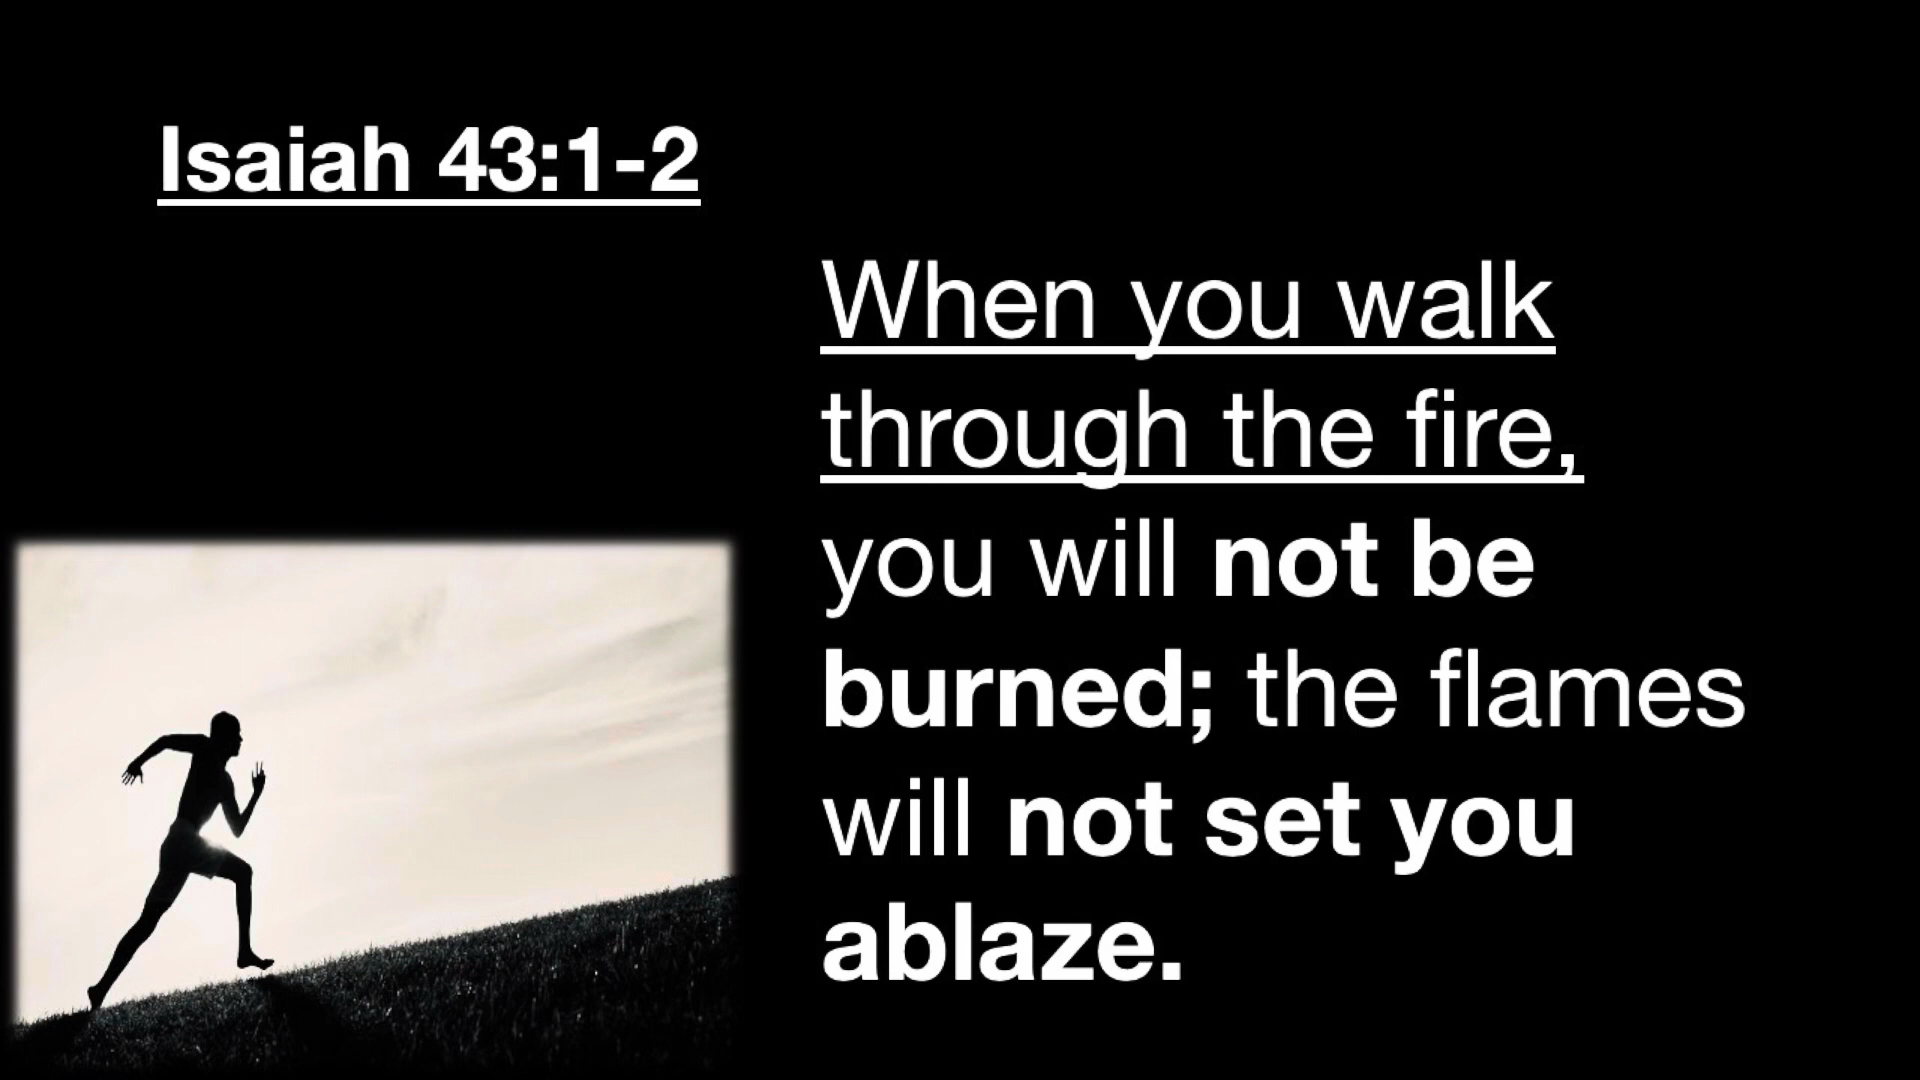 Isaiah 43:1-2
When you walk
through the fire,
you will not be
burned; the flames
will not set you
ablaze.